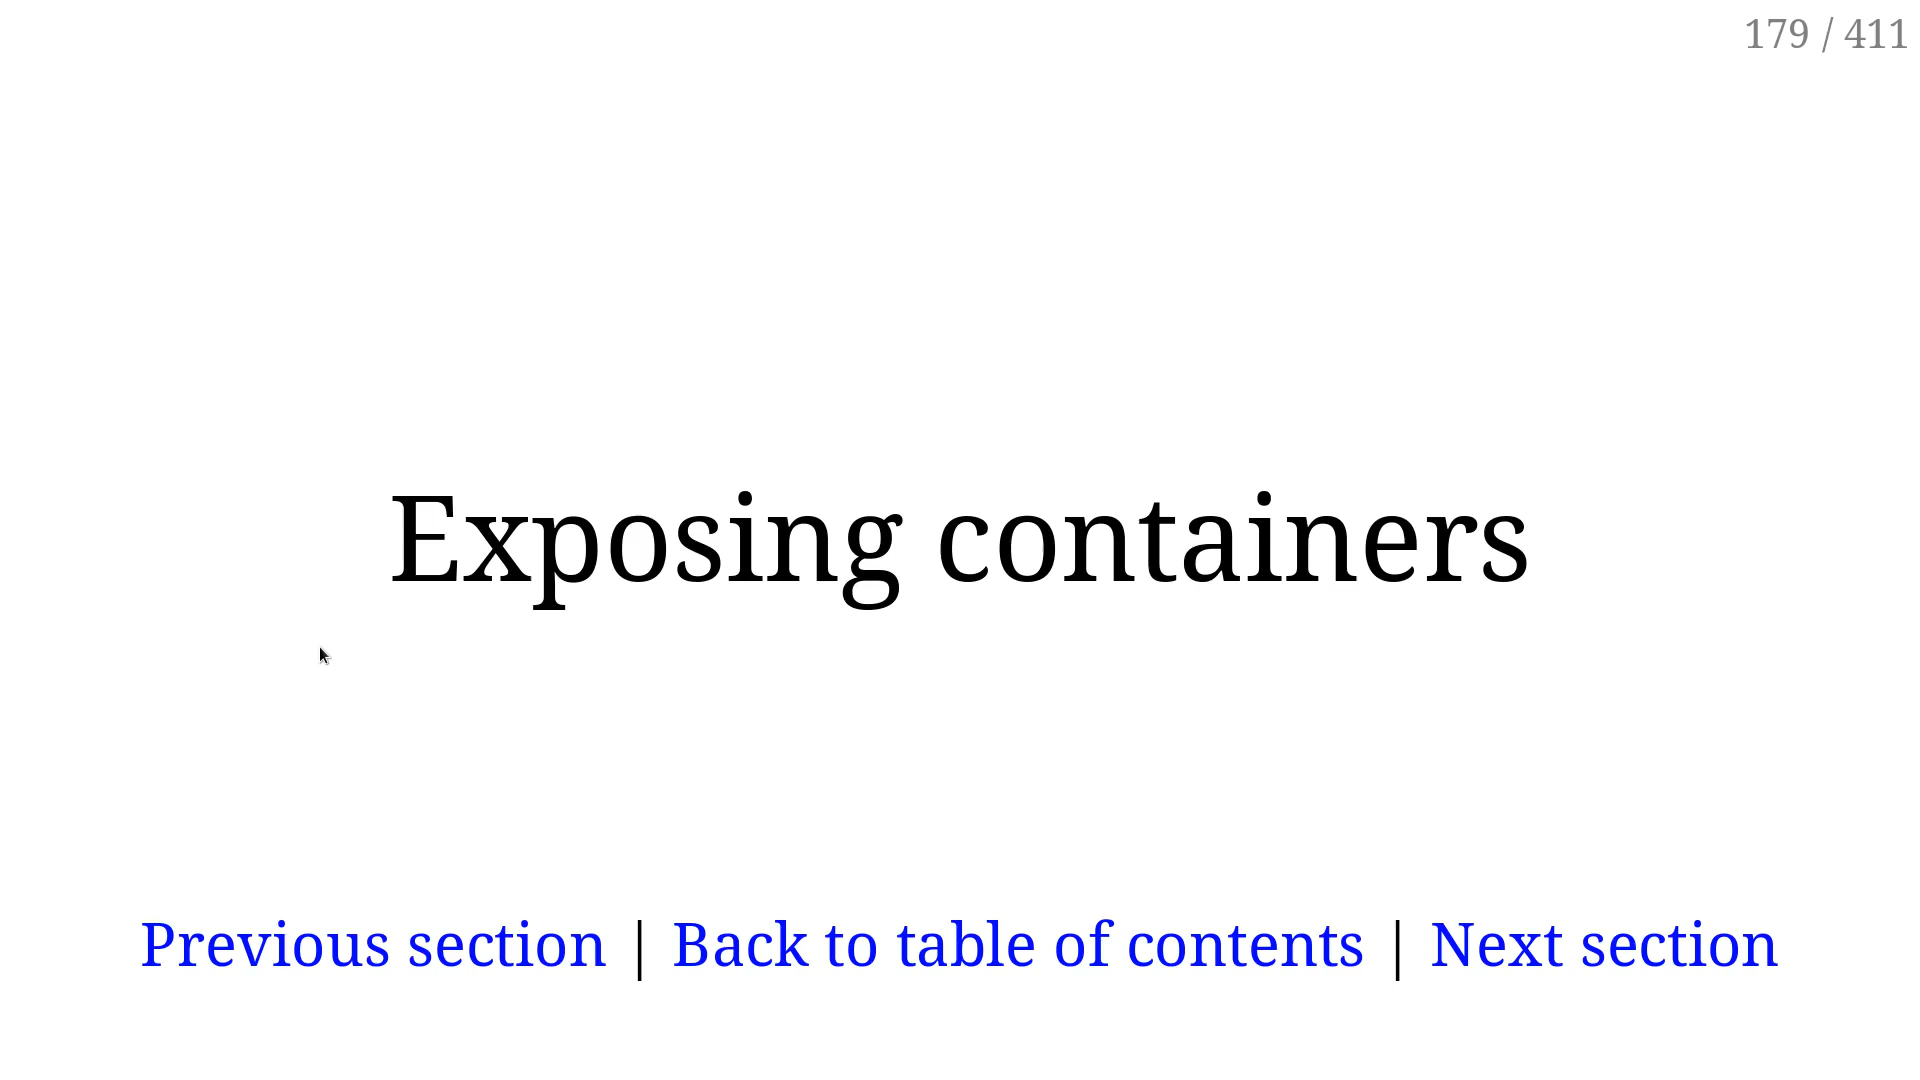 179 / 411
Exposing containers
Previous section | Back to table of contents | Next section